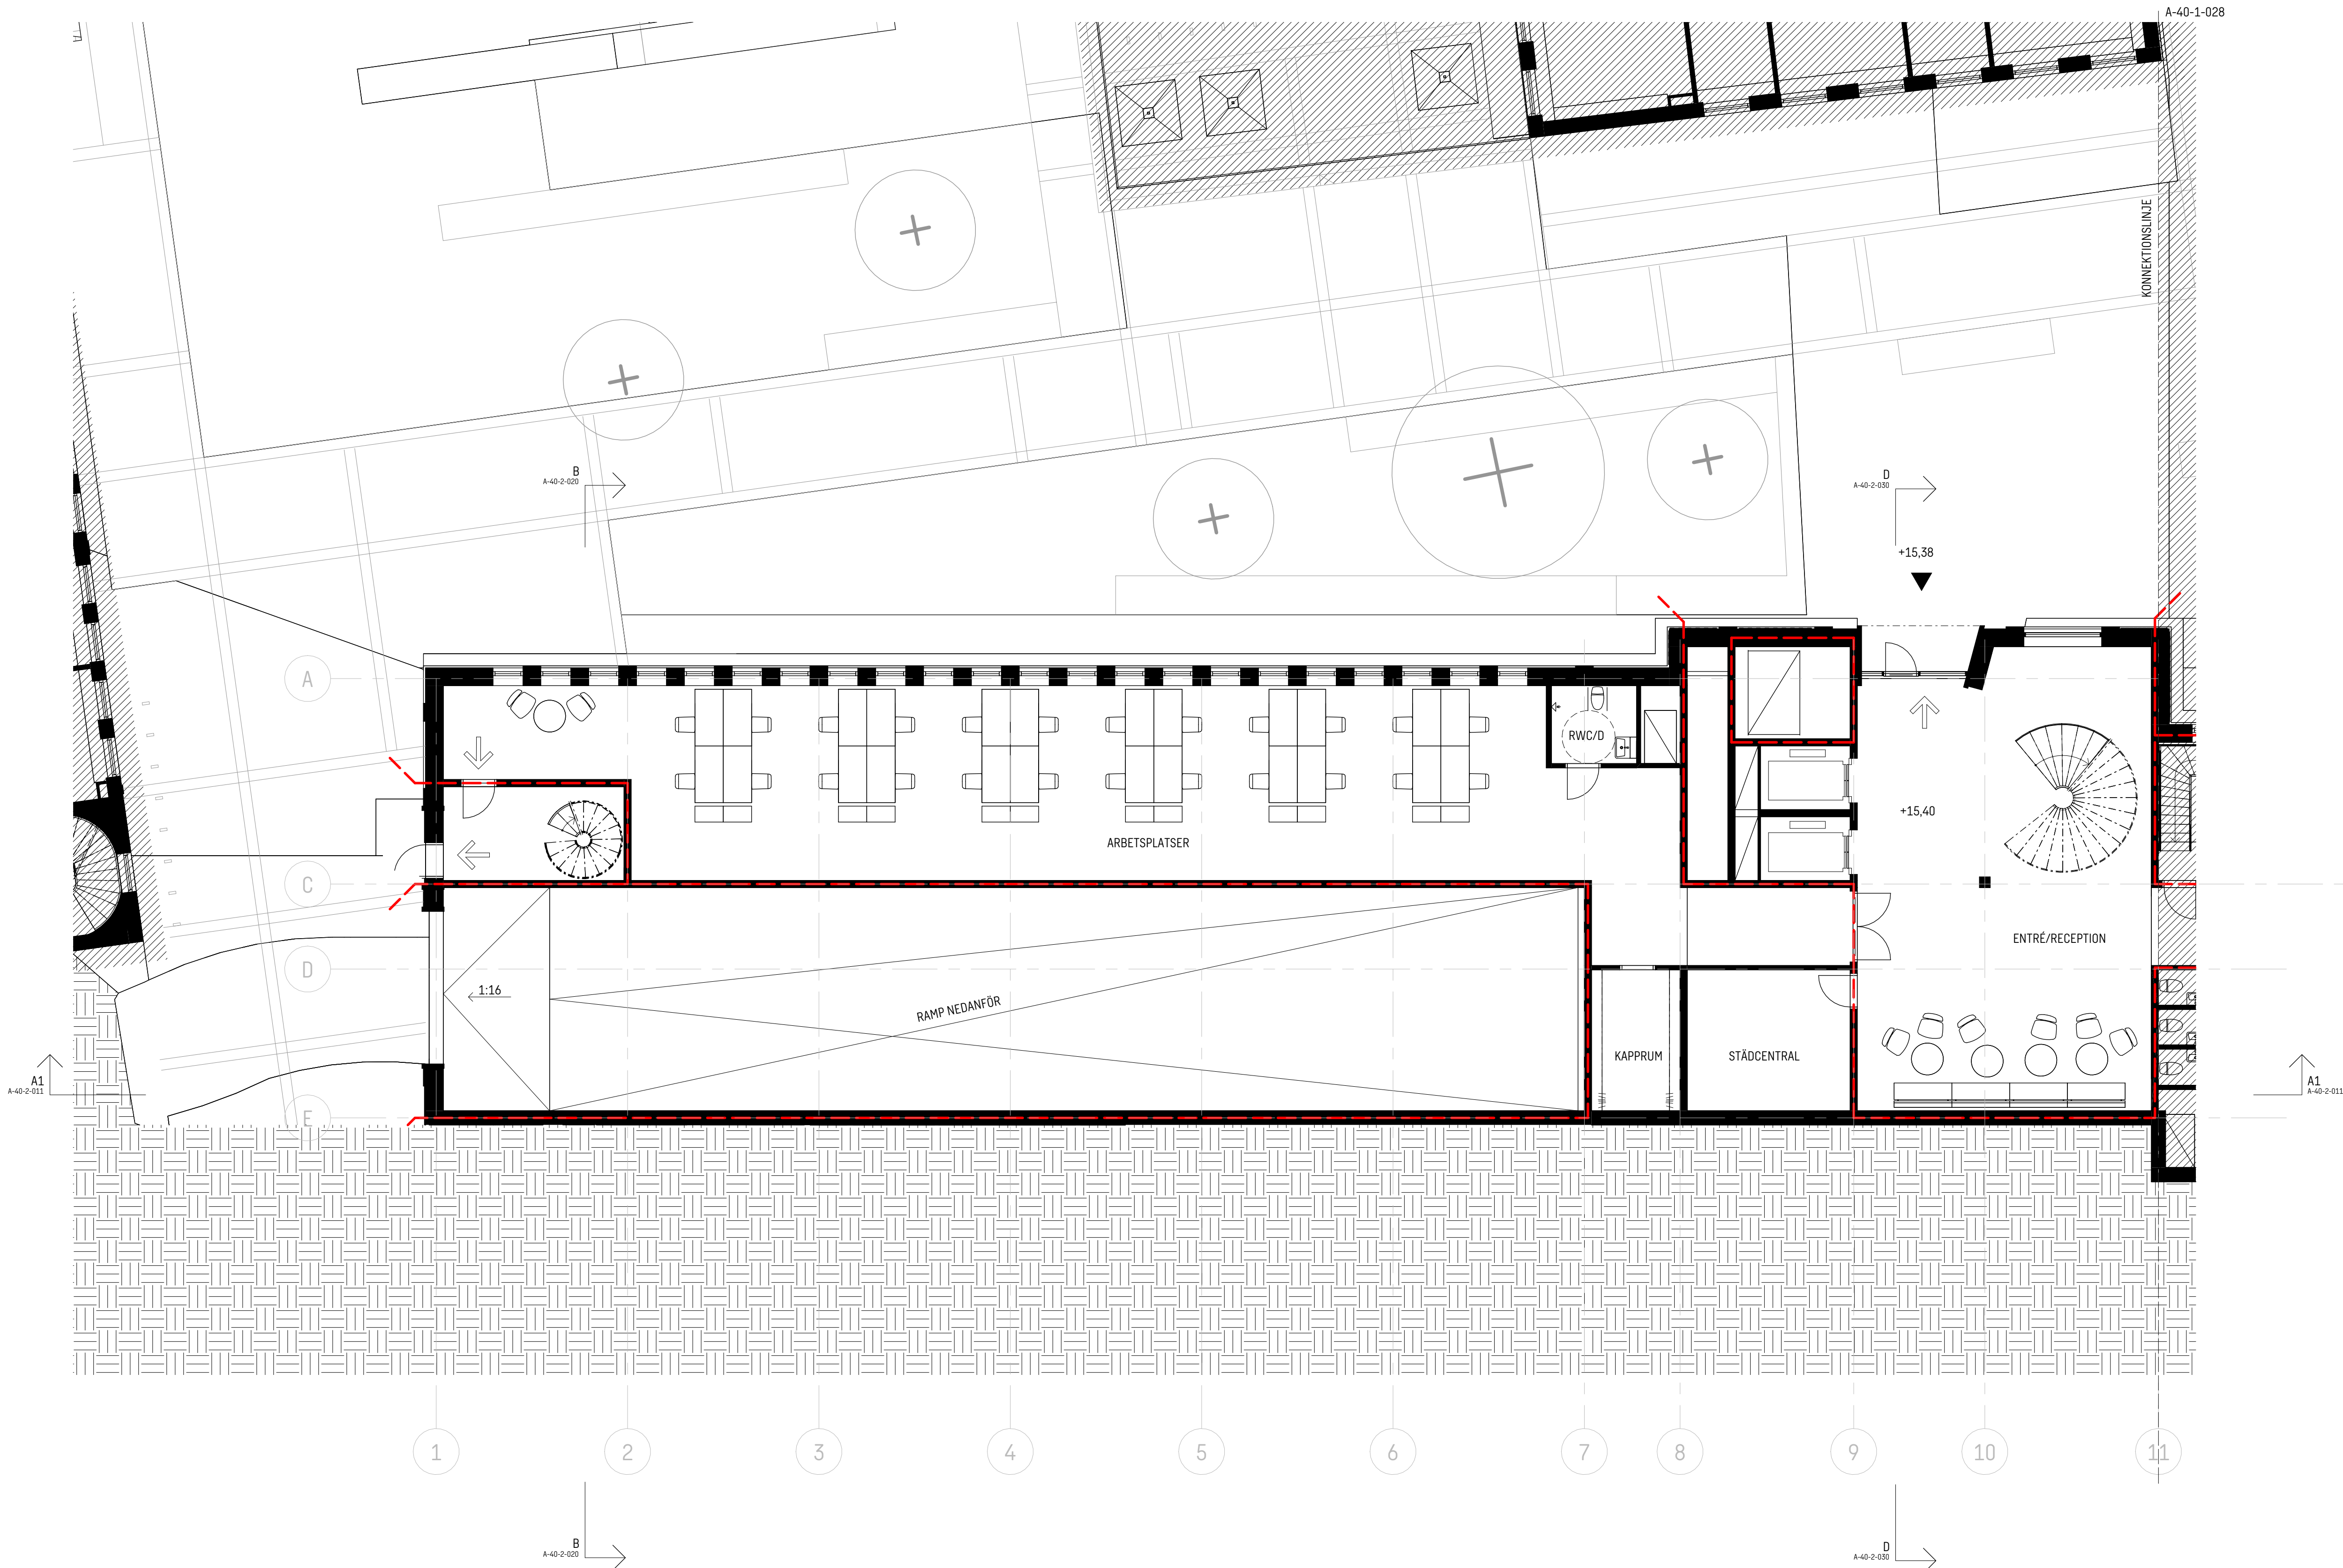 A-40-1-028
KONNEKTIONSLINJE
B
A-40-2-020
D
A-40-2-030
+15,38
A
RWC/D
+15,40
ARBETSPLATSER
C
ENTRÉ/RECEPTION
D
1:16
RAMP NEDANFÖR
KAPPRUM
STÄDCENTRAL
A1
A-40-2-011
A1
A-40-2-011
E
1 2 3 4 5 6 7 8 9 10 11
B
A-40-2-020
D
A-40-2-030